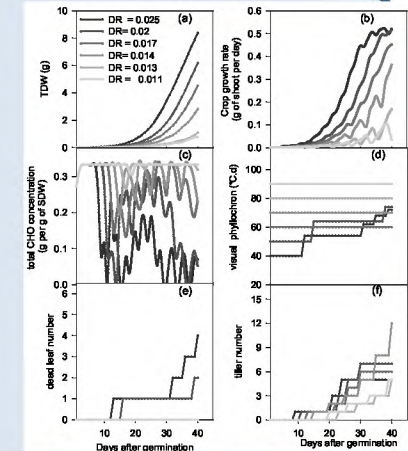 10
8
6
4
2
0
TDW (g)
(a)
DR = 0.025
DR= 0.02
DR = 0.017
DR = 0.014
DR = 0.013
DR = 0.011
0.6
0.5
0.4
0.3
0.2
0.1
0.0
Crop growth rate
(g of shoot per day)
(b)
0.3
0.2
0.1
0.0
total CHO concentration
(g per g of SDW)
(c)
100
80
60
40
20
visual phyllochron (°C.d)
(d)
6
5
4
3
2
1
0
dead leaf number
(e)
10 20 30 40
Days after germination
15
12
9
6
3
0
tiller number
(f)
10 20 30 40
Days after germination